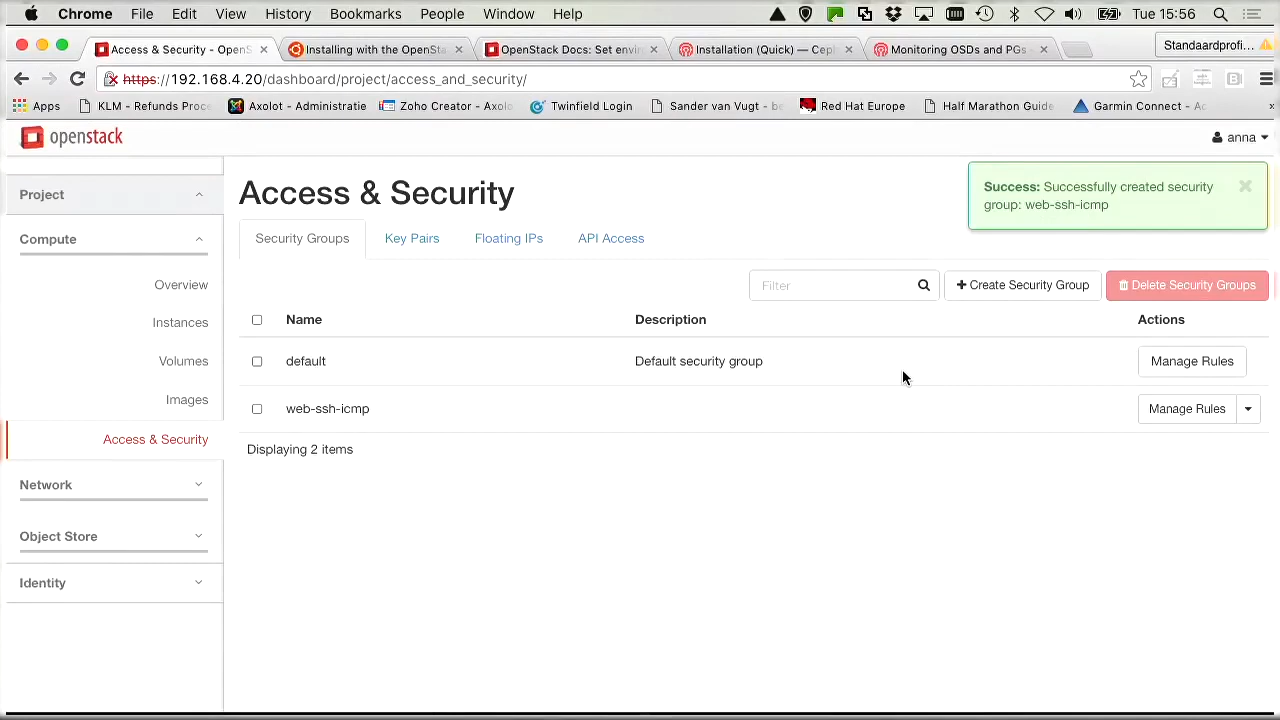 Chrome File Edit View History Bookmarks People Window Help Tue 15:56
Access & Security - OpenS
Installing with the OpenSta
OpenStack Docs: Set envi
Installation (Quick) — Ce
Monitoring OSDs and PGs
Standaardprofi...
https://192.168.4.20/dashboard/project/access_and_security/
Apps KLM - Refunds Proce Axolot - Administratie Zoho Creator - Axolo Twinfield Login Sander van Vugt - be Red Hat Europe Half Marathon Guide Garmin Connect - Ac »
openstack
anna
Project
Compute
Overview
Instances
Volumes
Images
Access & Security
Network
Object Store
Identity
Access & Security
Success: Successfully created security
group: web-ssh-icmp
Security Groups Key Pairs Floating IPs API Access
Filter
+ Create Security Group
Delete Security Groups
Name Description Actions
default Default security group Manage Rules
web-ssh-icmp Manage Rules
Displaying 2 items